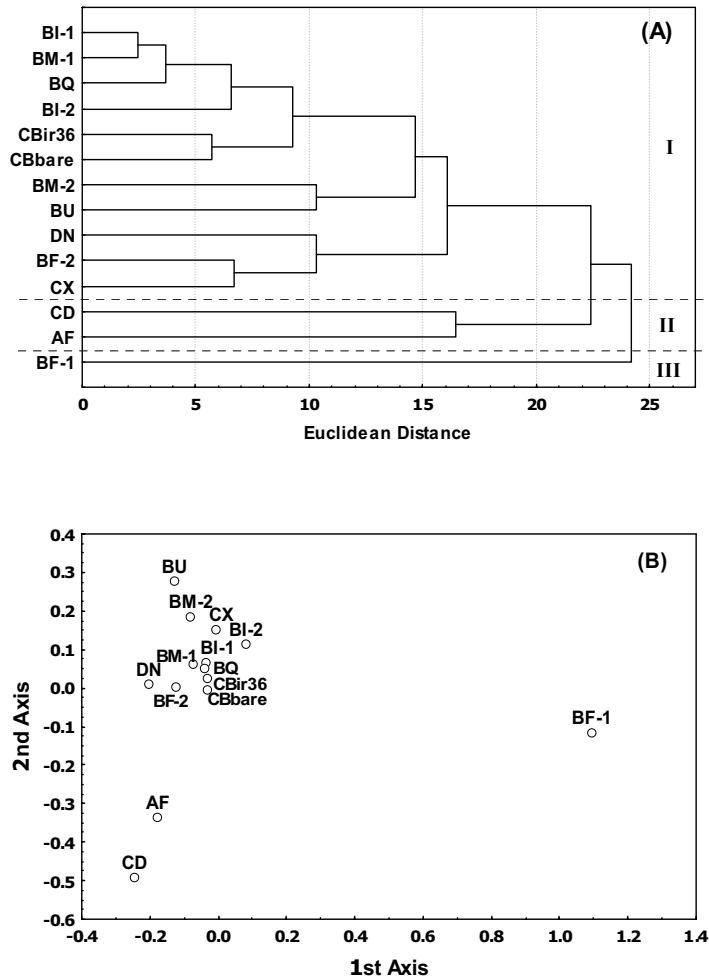 (A)
BI-1
BM-1
BQ
BI-2
CBir36
CBbare
BM-2
BU
DN
BF-2
CX
CD
AF
BF-1
I
II
III
0 5 10 15 20 25
Euclidean Distance
(B)
0.4
0.3
0.2
0.1
0.0
-0.1
-0.2
-0.3
-0.4
-0.5
-0.6
2nd Axis
BU
BM-2
CX
BI-2
BI-1
BM-1
BQ
DN
CBir36
BF-2
CBbare
BF-1
AF
CD
-0.4 -0.2 0.0 0.2 0.4 0.6 0.8 1.0 1.2 1.4
1st Axis